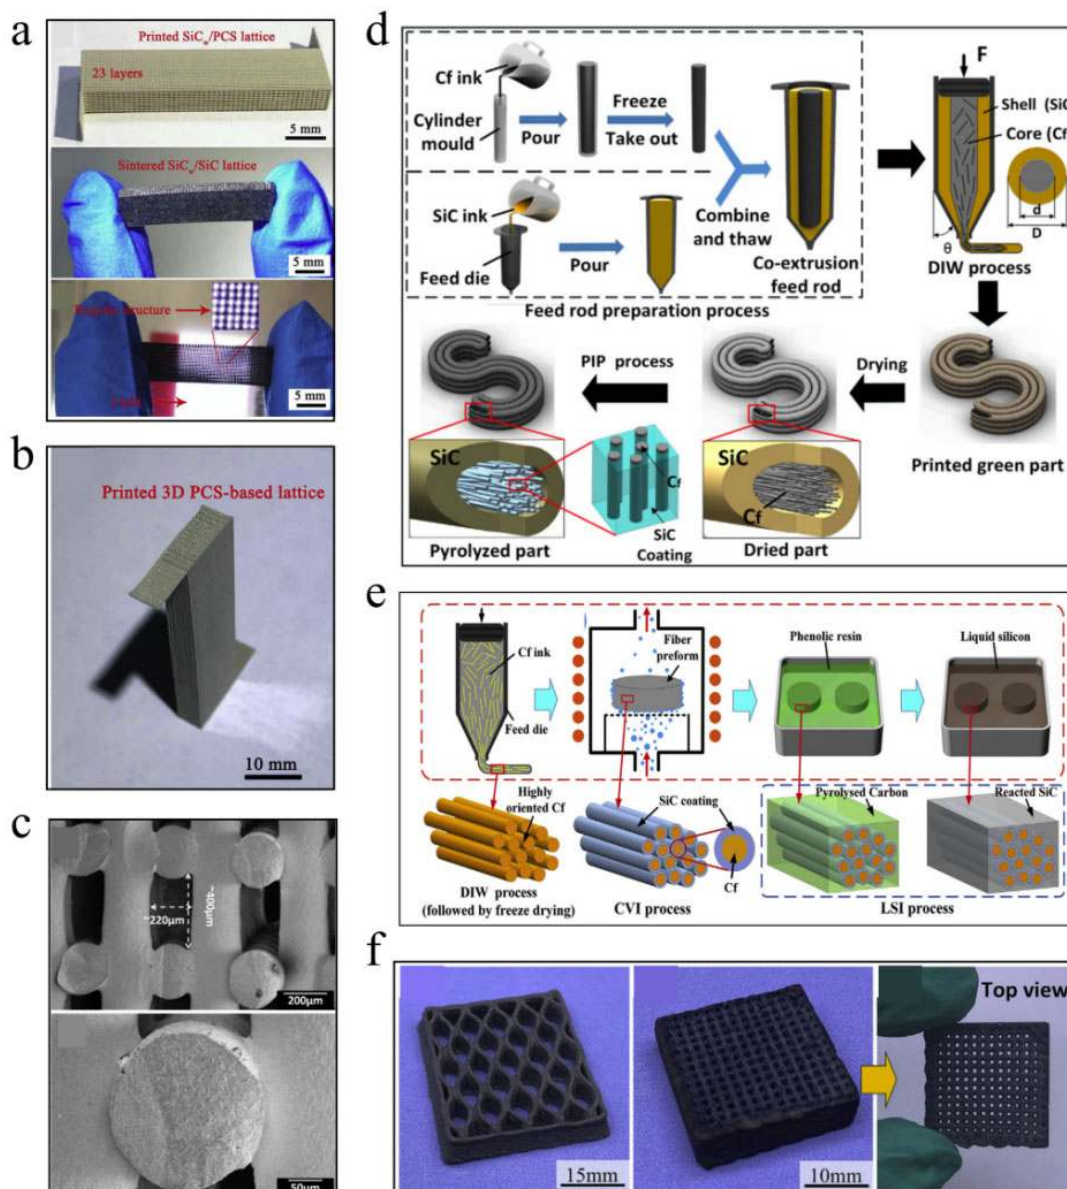 a
Printed SiCw/PCS lattice
23 layers
5 mm
Sintered SiCw/SiC lattice
5 mm
5 mm
b
Printed 3D PCS-based lattice
10 mm
c
~220µm
~400µm
200µm
50µm
d
Cf ink
Cylinder
mould
Pour
Freeze
Take out
SiC ink
Feed die
Pour
Combine
and thaw
Co-extrusion
feed rod
Feed rod preparation process
F
Shell (SiC
Core (Cf
d
D
θ
DIW process
PIP process
Drying
Printed green part
SiC
Cf
SiC
Coating
Pyrolyzed part
SiC
Cf
Dried part
e
Cf ink
Feed die
Fiber
preform
Phenolic resin
Liquid silicon
Highly
oriented Cf
SiC coating
Cf
Pyrolysed Carbon
Reacted SiC
DIW process
(followed by freeze drying)
CVI process
LSI process
f
15mm
10mm
Top view